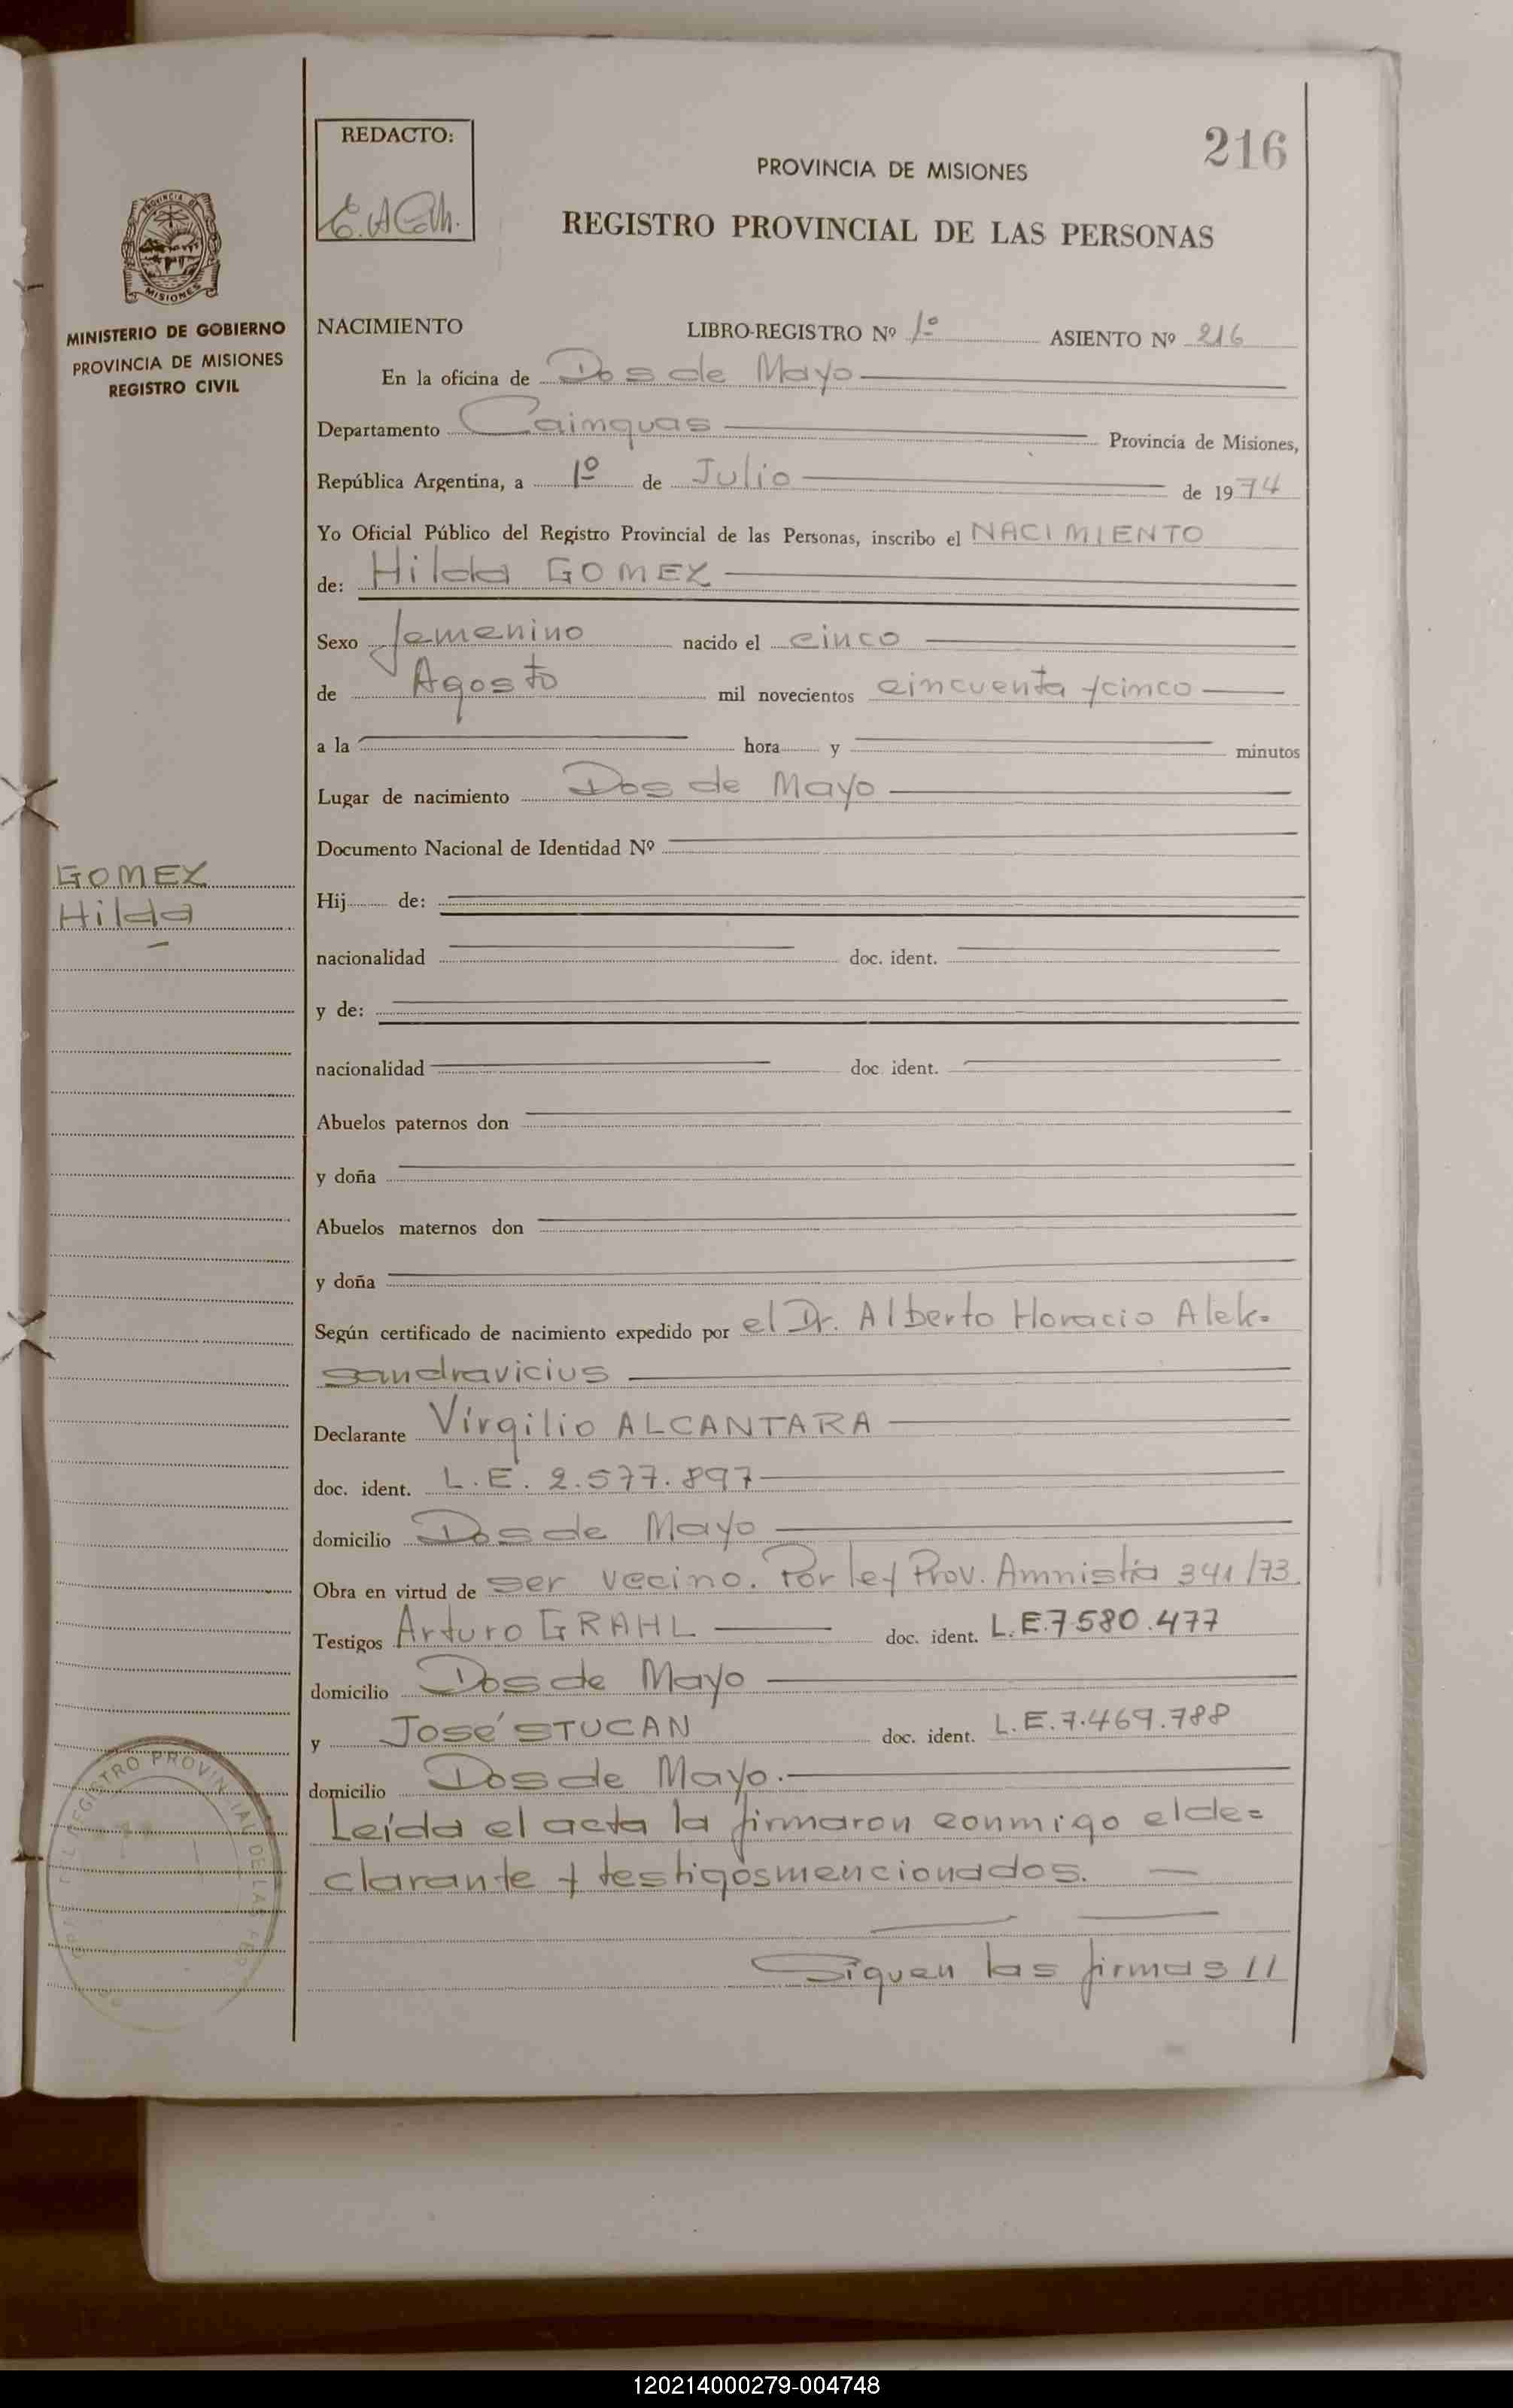 216
REDACTO:
PROVINCIA DE MISIONES
REGISTRO PROVINCIAL DE LAS PERSONAS
PROVINCIA DE
MISIONES
MINISTERIO DE GOBIERNO
PROVINCIA DE MISIONES
REGISTRO CIVIL
NACIMIENTO LIBRO-REGISTRO Nº 1º ASIENTO Nº 216
En la oficina de Dos de Mayo
Departamento Cainguas Provincia de Misiones,
República Argentina, a 1º de Julio de 1974
Yo Oficial Público del Registro Provincial de las Personas, inscribo el NACIMIENTO
de: Hilda GOMEZ
Sexo femenino nacido el cinco
de Agosto mil novecientos cincuenta y cinco
a la hora y minutos
Lugar de nacimiento Dos de Mayo
Documento Nacional de Identidad Nº
GOMEZ
Hilda
Hij de:
nacionalidad doc. ident.
y de:
nacionalidad doc. ident.
Abuelos paternos don
y doña
Abuelos maternos don
y doña
Según certificado de nacimiento expedido por el Dr. Alberto Horacio Alek-
sandravicius
Declarante Virgilio ALCANTARA
doc. ident. L.E. 2.577.897
domicilio Dos de Mayo
Obra en virtud de ser vecino. Por ley Prov. Amnistía 341/73.
Testigos Arturo GRAHL doc. ident. L.E.7580.477
domicilio Dos de Mayo
y José STUCAN doc. ident. L.E.7.469.788
domicilio Dos de Mayo.
Leída el acta la firmaron conmigo el de=
clarante y testigos mencionados.
Siguen las firmas //
REGISTRO PROVINCIAL DE LAS
120214000279-004748